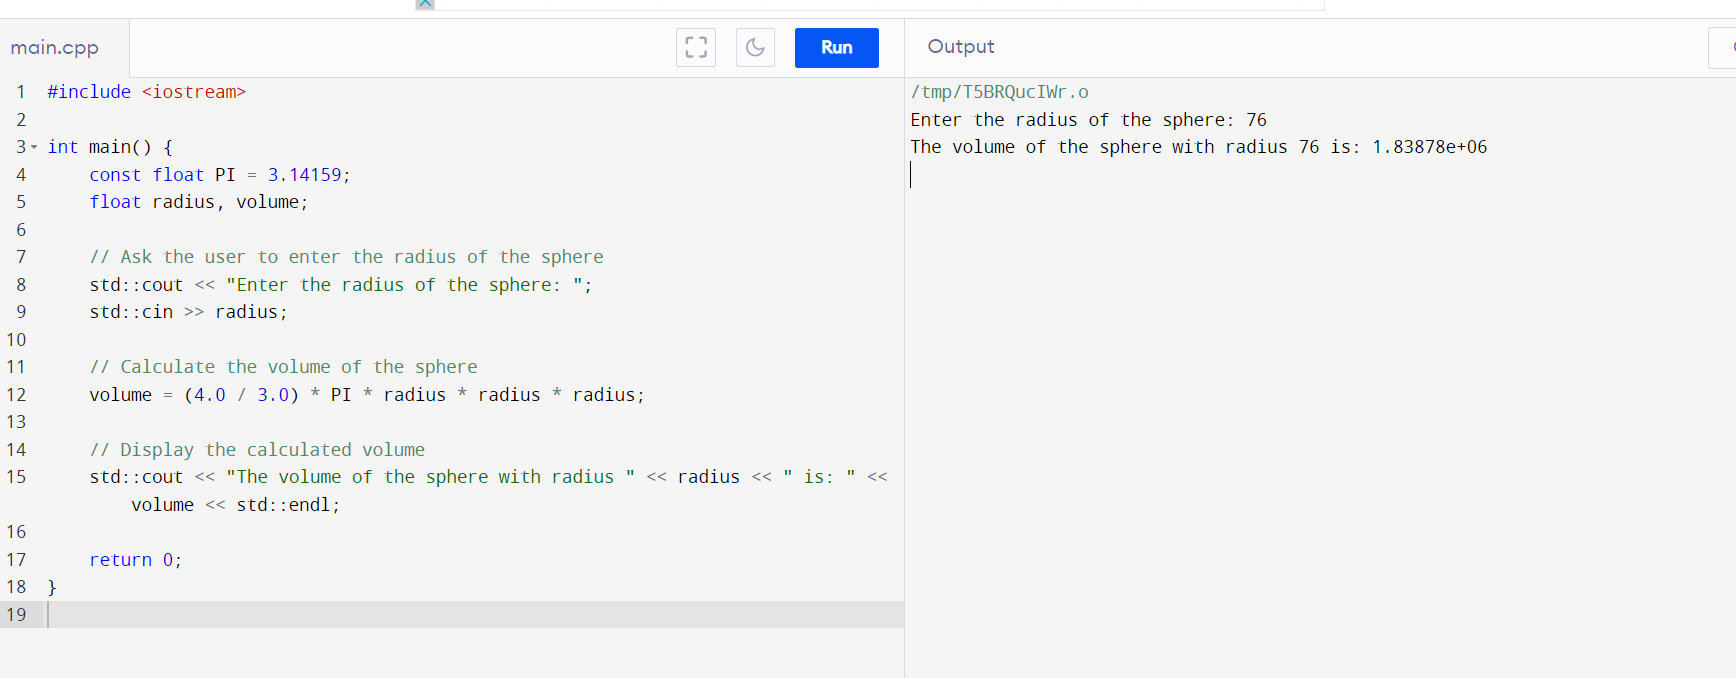 main.cpp
Run
Output
1 #include <iostream>
2
3 int main() {
4     const float PI = 3.14159;
5     float radius, volume;
6
7     // Ask the user to enter the radius of the sphere
8     std::cout << "Enter the radius of the sphere: ";
9     std::cin >> radius;
10
11     // Calculate the volume of the sphere
12     volume = (4.0 / 3.0) * PI * radius * radius * radius;
13
14     // Display the calculated volume
15     std::cout << "The volume of the sphere with radius " << radius << " is: " <<
        volume << std::endl;
16
17     return 0;
18 }
19
/tmp/T5BRQucIWr.o
Enter the radius of the sphere: 76
The volume of the sphere with radius 76 is: 1.83878e+06